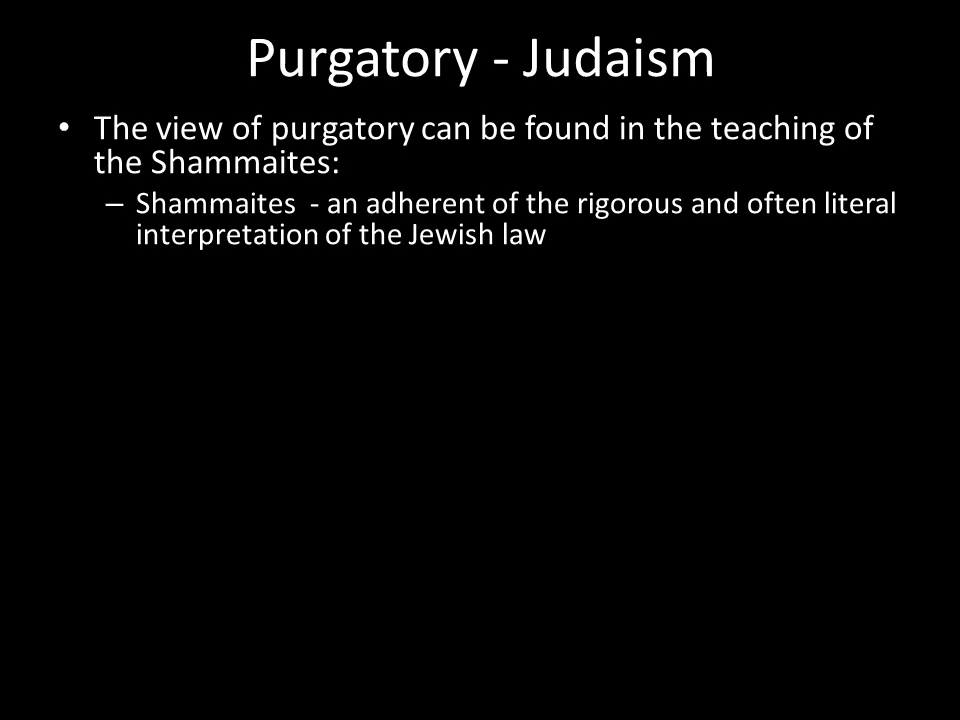 Purgatory - Judaism
• The view of purgatory can be found in the teaching of
the Shammaites:
– Shammaites - an adherent of the rigorous and often literal
interpretation of the Jewish law